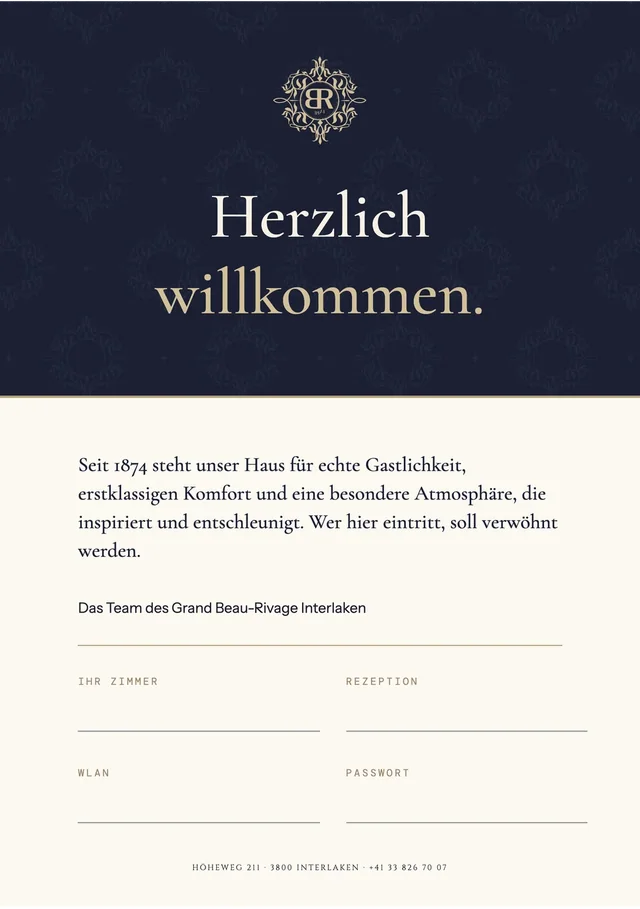 BR
Herzlich
willkommen.
Seit 1874 steht unser Haus für echte Gastlichkeit,
erstklassigen Komfort und eine besondere Atmosphäre, die
inspiriert und entschleunigt. Wer hier eintritt, soll verwöhnt
werden.
Das Team des Grand Beau-Rivage Interlaken
IHR ZIMMER
REZEPTION
WLAN
PASSWORT
HÖHEWEG 211 · 3800 INTERLAKEN · +41 33 826 70 07